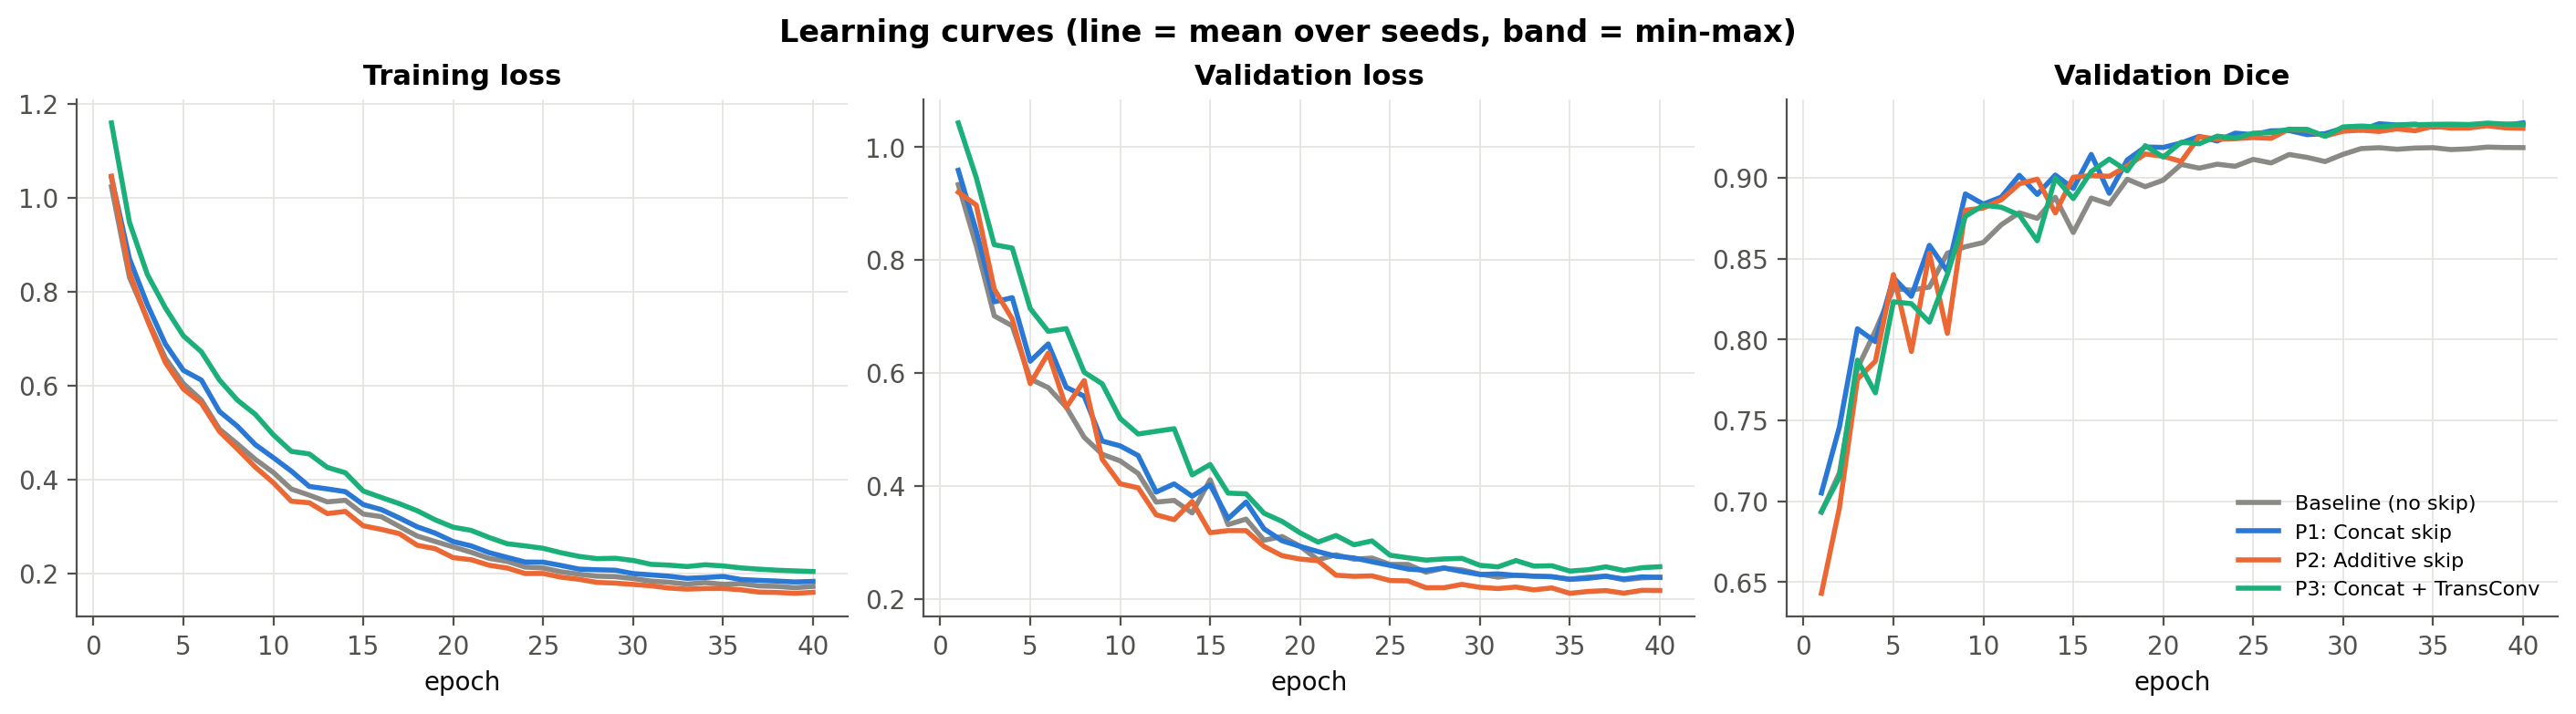 Learning curves (line = mean over seeds, band = min-max)
Training loss
1.2
1.0
0.8
0.6
0.4
0.2
0 5 10 15 20 25 30 35 40
epoch
Validation loss
1.0
0.8
0.6
0.4
0.2
0 5 10 15 20 25 30 35 40
epoch
Validation Dice
0.90
0.85
0.80
0.75
0.70
0.65
Baseline (no skip)
P1: Concat skip
P2: Additive skip
P3: Concat + TransConv
0 5 10 15 20 25 30 35 40
epoch